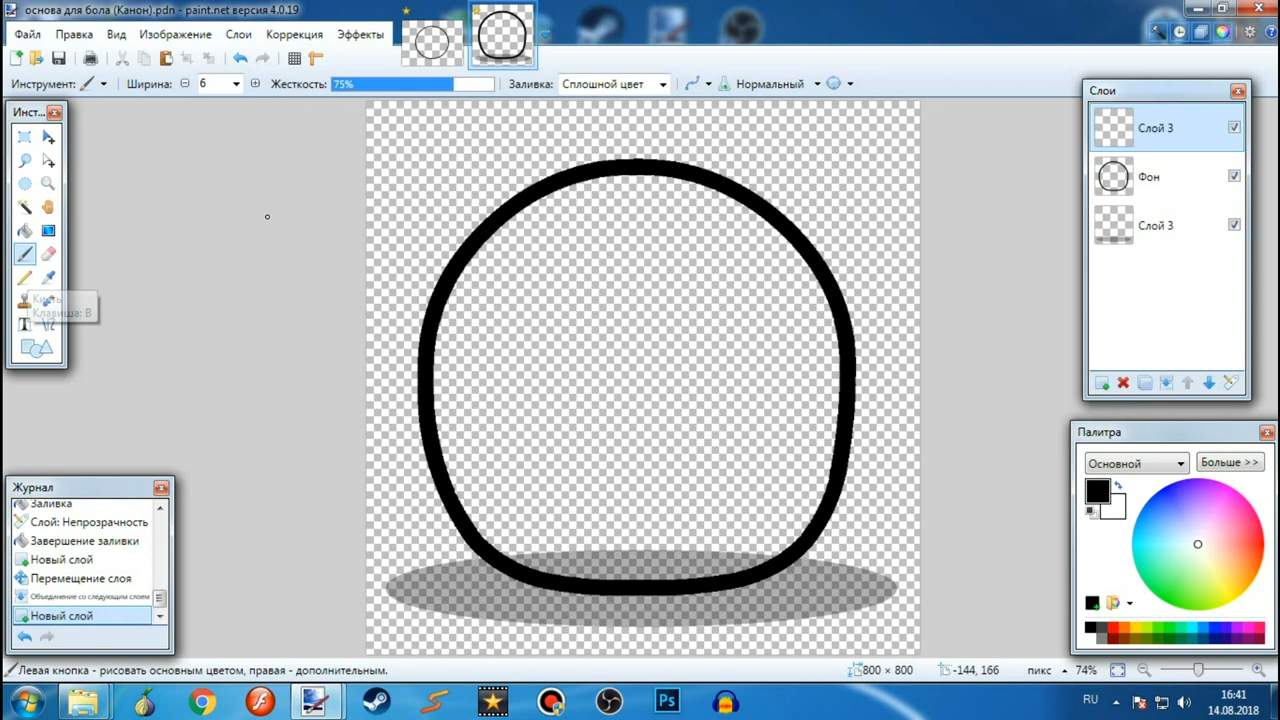 основа для бола (Канон).pdn - paint.net версия 4.0.19
Файл Правка Вид Изображение Слои Коррекция Эффекты
Инструмент: Ширина: 6 Жесткость: 75% Заливка: Сплошной цвет Нормальный
Инст...
Кисть
Клавиша: B
Слои
Слой 3
Фон
Слой 3
Палитра
Основной Больше >>
Журнал
Заливка
Слой: Непрозрачность
Завершение заливки
Новый слой
Перемещение слоя
Объединение со следующим слоем
Новый слой
Левая кнопка - рисовать основным цветом, правая - дополнительным. 800 × 800 -144, 166 пикс 74%
Ps RU 16:41
14.08.2018